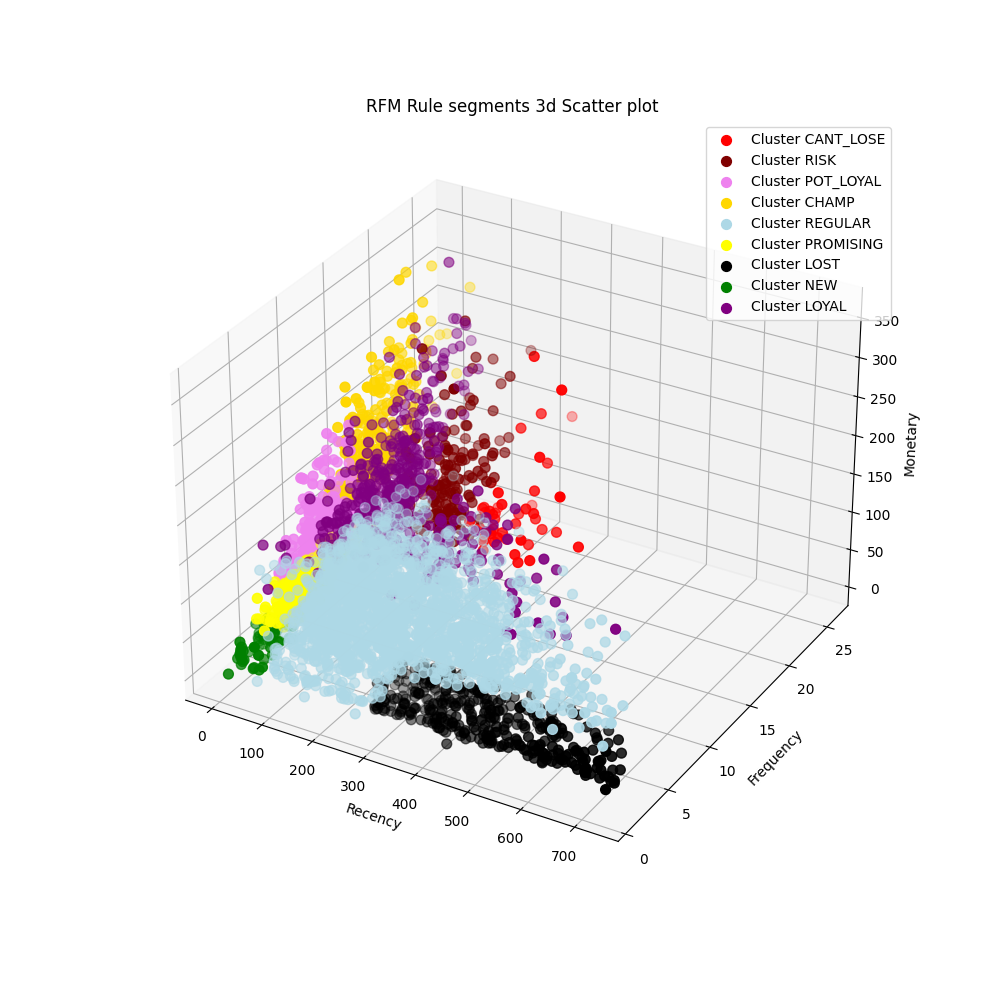 RFM Rule segments 3d Scatter plot
Cluster CANT_LOSE
Cluster RISK
Cluster POT_LOYAL
Cluster CHAMP
Cluster REGULAR
Cluster PROMISING
Cluster LOST
Cluster NEW
Cluster LOYAL
350
300
250
200
150
100
50
0
Monetary
25
20
15
10
5
0
Frequency
0
100
200
300
400
500
600
700
Recency